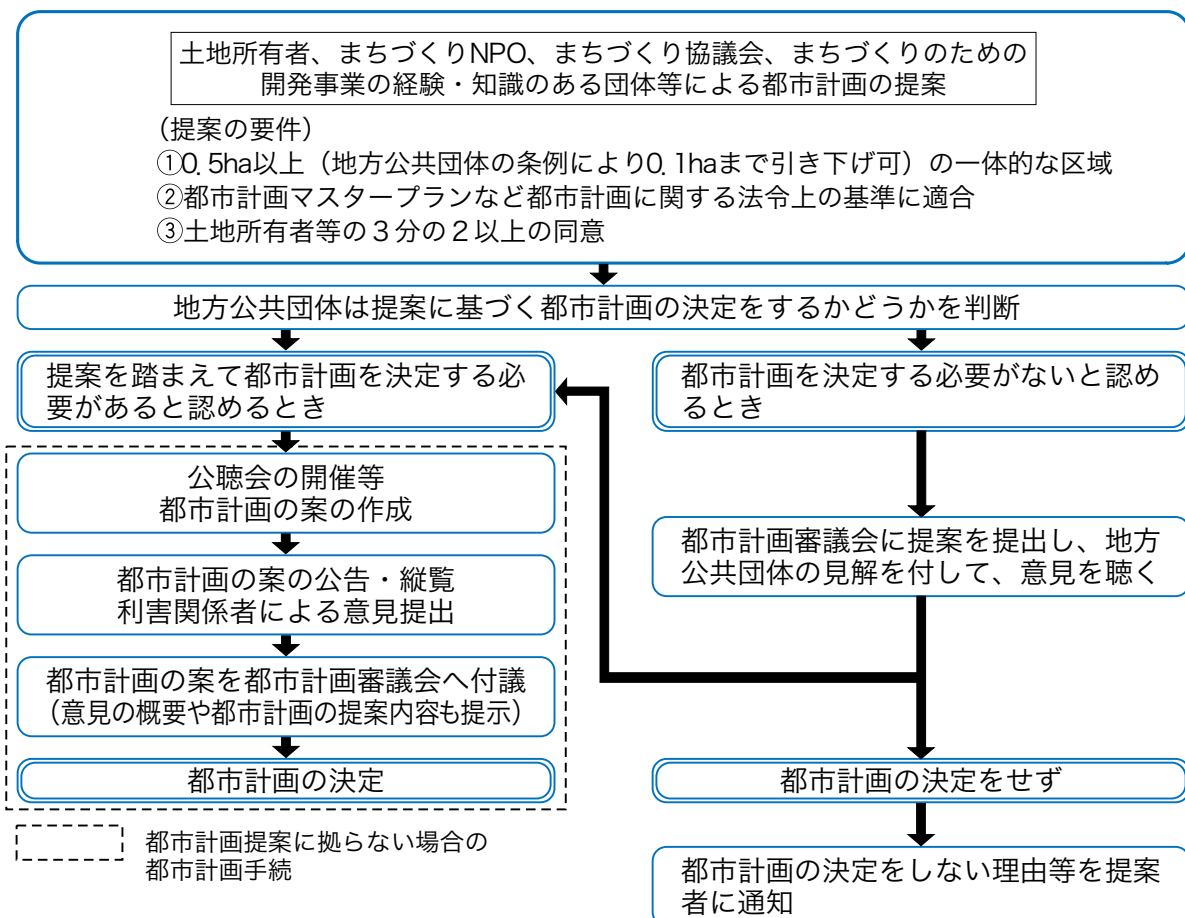 土地所有者、まちづくりNPO、まちづくり協議会、まちづくりのための
開発事業の経験・知識のある団体等による都市計画の提案
（提案の要件）
①0.5ha以上（地方公共団体の条例により0.1haまで引き下げ可）の一体的な区域
②都市計画マスタープランなど都市計画に関する法令上の基準に適合
③土地所有者等の３分の２以上の同意
地方公共団体は提案に基づく都市計画の決定をするかどうかを判断
提案を踏まえて都市計画を決定する必
要があると認めるとき
公聴会の開催等
都市計画の案の作成
都市計画の案の公告・縦覧
利害関係者による意見提出
都市計画の案を都市計画審議会へ付議
（意見の概要や都市計画の提案内容も提示）
都市計画の決定
都市計画提案に拠らない場合の
都市計画手続
都市計画を決定する必要がないと認め
るとき
都市計画審議会に提案を提出し、地方
公共団体の見解を付して、意見を聴く
都市計画の決定をせず
都市計画の決定をしない理由等を提案
者に通知